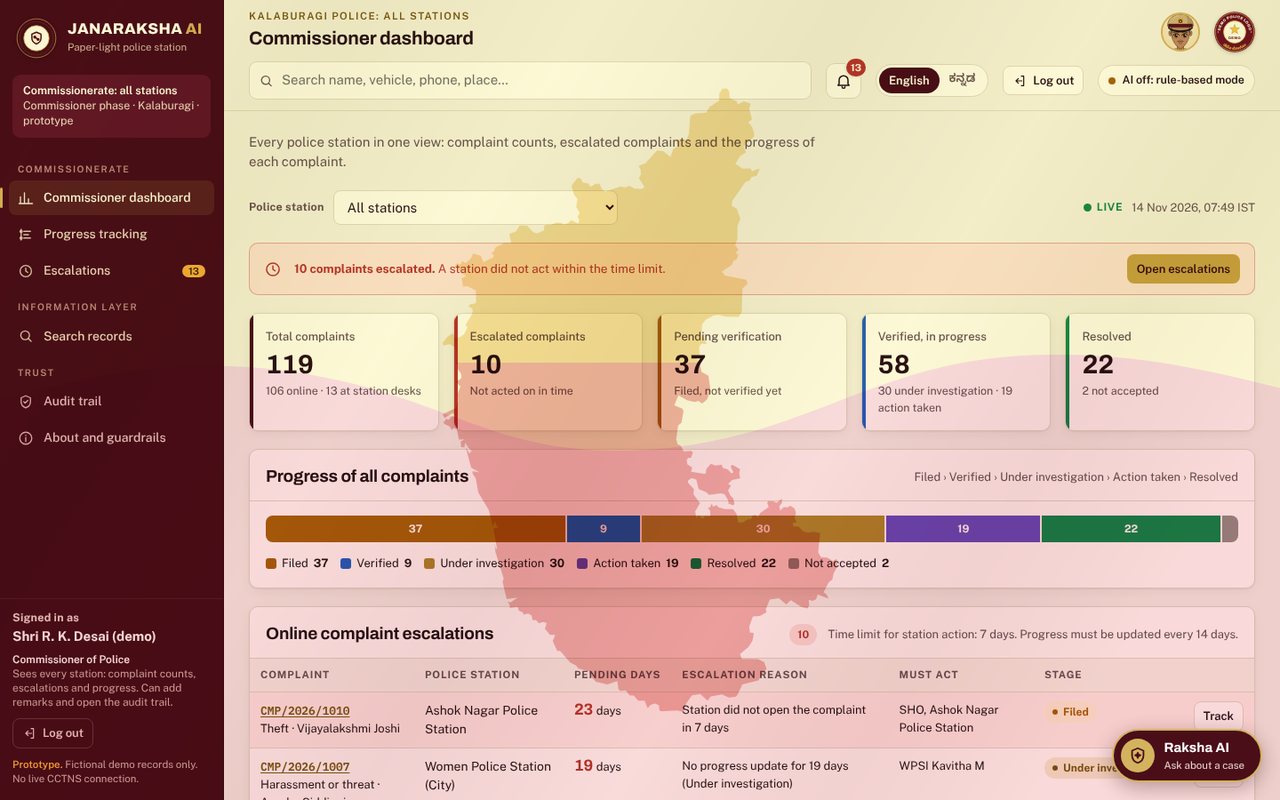 JANARAKSHA AI
Paper-light police station
Commissionerate: all stations
Commissioner phase · Kalaburagi ·
prototype
COMMISSIONERATE
Commissioner dashboard
Progress tracking
Escalations 13
INFORMATION LAYER
Search records
TRUST
Audit trail
About and guardrails
Signed in as
Shri R. K. Desai (demo)
Commissioner of Police
Sees every station: complaint counts,
escalations and progress. Can add
remarks and open the audit trail.
Log out
Prototype. Fictional demo records only.
No live CCTNS connection.
KALABURAGI POLICE: ALL STATIONS
Commissioner dashboard
Search name, vehicle, phone, place...
13
English ಕನ್ನಡ
Log out
AI off: rule-based mode
Every police station in one view: complaint counts, escalated complaints and the progress of
each complaint.
Police station All stations
LIVE 14 Nov 2026, 07:49 IST
10 complaints escalated. A station did not act within the time limit.
Open escalations
Total complaints
119
106 online · 13 at station desks
Escalated complaints
10
Not acted on in time
Pending verification
37
Filed, not verified yet
Verified, in progress
58
30 under investigation · 19
action taken
Resolved
22
2 not accepted
Progress of all complaints
Filed › Verified › Under investigation › Action taken › Resolved
37 9 30 19 22
Filed 37 Verified 9 Under investigation 30 Action taken 19 Resolved 22 Not accepted 2
Online complaint escalations
10 Time limit for station action: 7 days. Progress must be updated every 14 days.
COMPLAINT POLICE STATION PENDING DAYS ESCALATION REASON MUST ACT STAGE
CMP/2026/1010
Theft · Vijayalakshmi Joshi
Ashok Nagar Police
Station
23 days
Station did not open the complaint
in 7 days
SHO, Ashok Nagar
Police Station
Filed
Track
CMP/2026/1007
Harassment or threat ·
Women Police Station
(City)
19 days
No progress update for 19 days
(Under investigation)
WPSI Kavitha M
Under inve
Raksha AI
Ask about a case